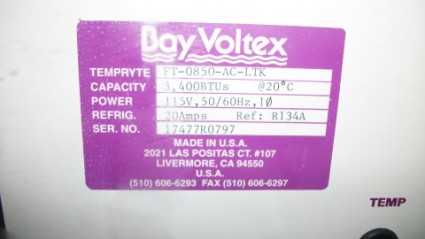 Bay Voltex
TEMPRYTE FT-0850-AC-LTK
CAPACITY 3,400BTUs @20°C
POWER 115V,50/60Hz,1Ø
REFRIG. 20Amps Ref: R134A
SER. NO. 17477R0797
MADE IN U.S.A.
2021 LAS POSITAS CT. #107
LIVERMORE, CA 94550
U.S.A.
(510) 606-6293 FAX (510) 606-6297
TEMP